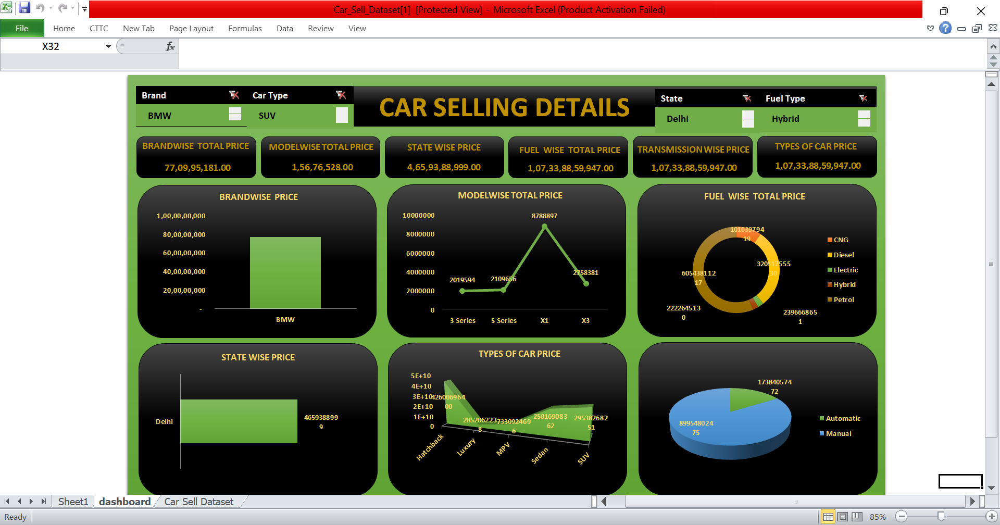 Car_Sell_Dataset[1]  [Protected View]  -  Microsoft Excel (Product Activation Failed)
File Home CTTC New Tab Page Layout Formulas Data Review View
X32 fx
Brand
BMW
Car Type
SUV
CAR SELLING DETAILS
State
Delhi
Fuel Type
Hybrid
BRANDWISE TOTAL PRICE
77,09,95,181.00
MODELWISE TOTAL PRICE
1,56,76,528.00
STATE WISE PRICE
4,65,93,88,999.00
FUEL WISE TOTAL PRICE
1,07,33,88,59,947.00
TRANSMISSION WISE PRICE
1,07,33,88,59,947.00
TYPES OF CAR PRICE
1,07,33,88,59,947.00
BRANDWISE PRICE
1,00,00,00,000
80,00,00,000
60,00,00,000
40,00,00,000
20,00,00,000
-
BMW
MODELWISE TOTAL PRICE
10000000
8000000
6000000
4000000
2000000
0
2019594
2109656
8788897
2758381
3 Series
5 Series
X1
X3
FUEL WISE TOTAL PRICE
101639794
19
320117555
30
605438112
17
222264513
0
239666865
1
CNG
Diesel
Electric
Hybrid
Petrol
STATE WISE PRICE
Delhi
465938899
9
TYPES OF CAR PRICE
5E+10
4E+10
3E+10
2E+10
1E+10
0
426006964
00
285206223
8
733092469
6
250169083
62
295382682
51
Hatchback
Luxury
MPV
Sedan
SUV
173840574
72
899548024
75
Automatic
Manual
Sheet1 dashboard Car Sell Dataset
Ready 85%